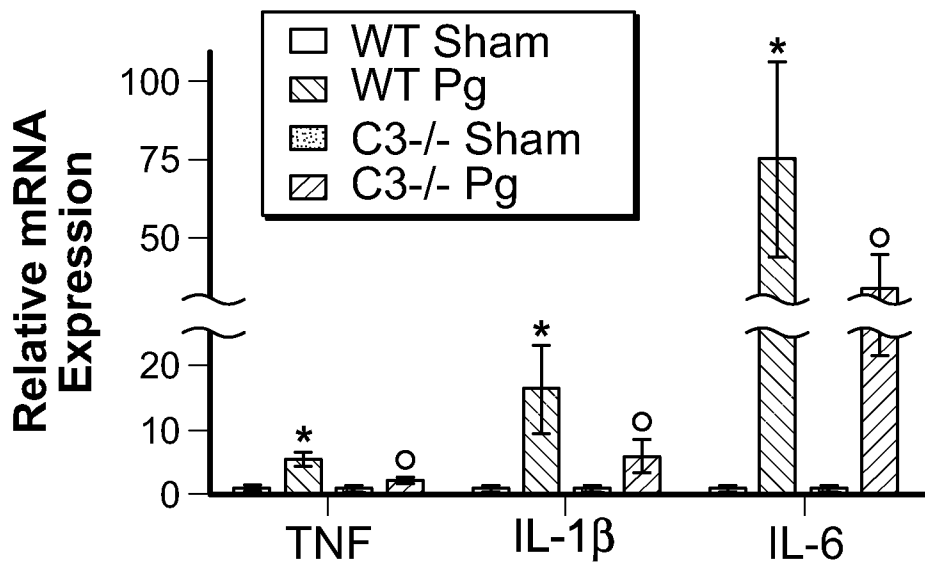 WT Sham
WT Pg
C3-/- Sham
C3-/- Pg
Relative mRNA
Expression
100
75
50
20
10
0
*
*
*
TNF
IL-1β
IL-6